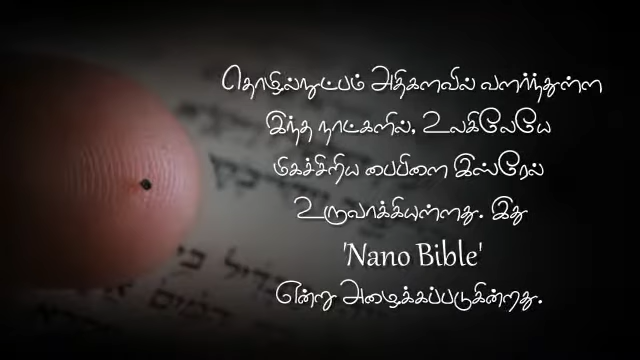 தொழில்நுட்பம் அதிகளவில் வளர்ந்துள்ள
இந்த நாட்களில், உலகிலேயே
மிகச்சிறிய பைபிளை இஸ்ரேல்
உருவாக்கியுள்ளது. இது
'Nano Bible'
என்று அழைக்கப்படுகின்றது.